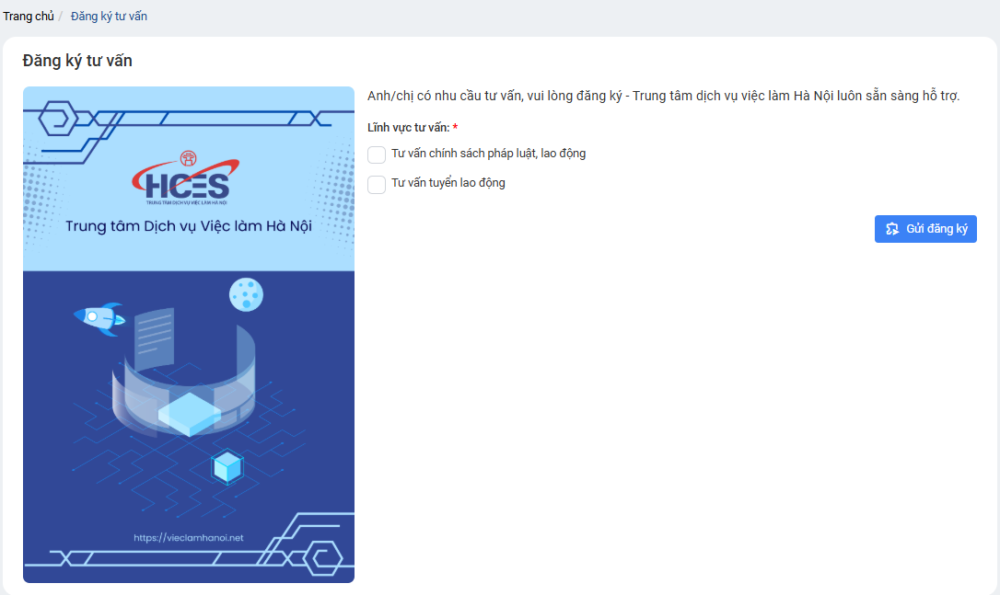 Trang chủ / Đăng ký tư vấn
Đăng ký tư vấn
HCES
TRUNG TÂM DỊCH VỤ VIỆC LÀM HÀ NỘI
Trung tâm Dịch vụ Việc làm Hà Nội
https://vieclamhanoi.net
Anh/chị có nhu cầu tư vấn, vui lòng đăng ký - Trung tâm dịch vụ việc làm Hà Nội luôn sẵn sàng hỗ trợ.
Lĩnh vực tư vấn: *
Tư vấn chính sách pháp luật, lao động
Tư vấn tuyển lao động
Gửi đăng ký